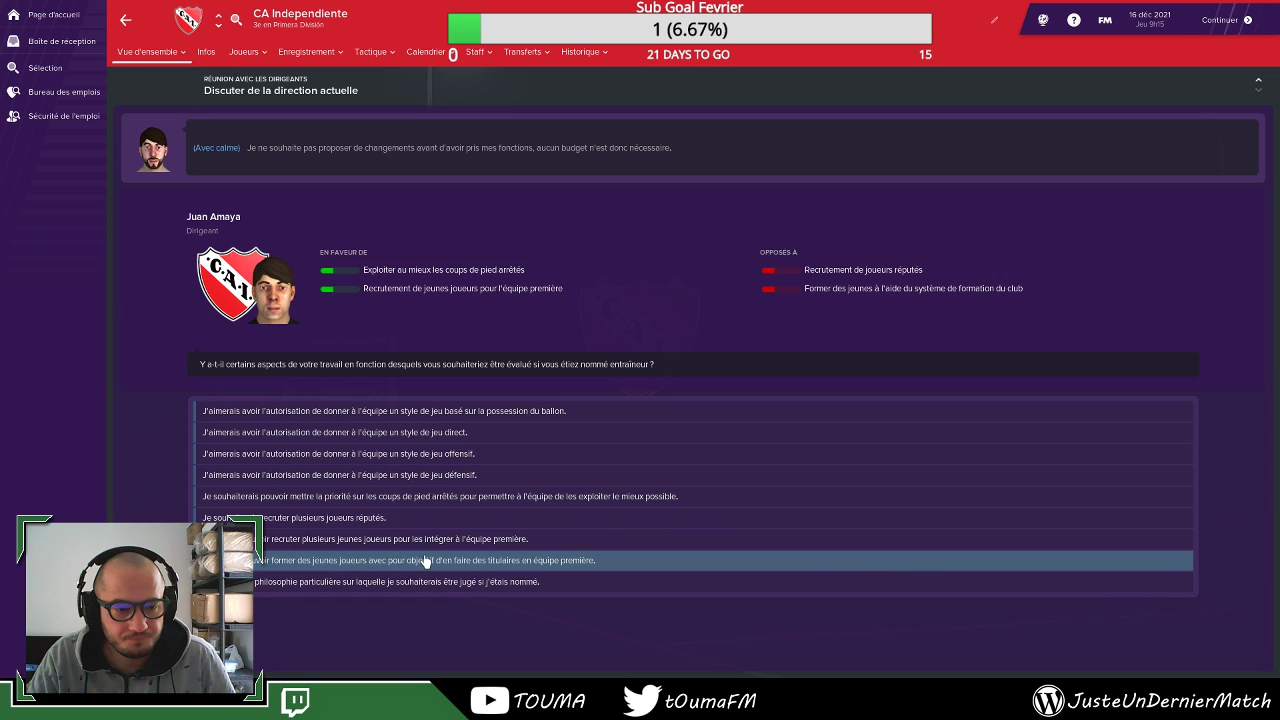 Sub Goal Fevrier
1 (6.67%)
0
21 DAYS TO GO
15
CA Independiente
3e en Primera División
16 déc 2021
Jeu 9h15
Continuer
FM
Vue d'ensemble
Infos
Joueurs
Enregistrement
Tactique
Calendrier
Staff
Transferts
Historique
Page d'accueil
Boîte de réception
Sélection
Bureau des emplois
Sécurité de l'emploi
RÉUNION AVEC LES DIRIGEANTS
Discuter de la direction actuelle
(Avec calme) Je ne souhaite pas proposer de changements avant d'avoir pris mes fonctions, aucun budget n'est donc nécessaire.
Juan Amaya
Dirigeant
C.A.I.
EN FAVEUR DE
Exploiter au mieux les coups de pied arrêtés
Recrutement de jeunes joueurs pour l'équipe première
OPPOSÉS À
Recrutement de joueurs réputés
Former des jeunes à l'aide du système de formation du club
Y a-t-il certains aspects de votre travail en fonction desquels vous souhaiteriez être évalué si vous étiez nommé entraîneur ?
J'aimerais avoir l'autorisation de donner à l'équipe un style de jeu basé sur la possession du ballon.
J'aimerais avoir l'autorisation de donner à l'équipe un style de jeu direct.
J'aimerais avoir l'autorisation de donner à l'équipe un style de jeu offensif.
J'aimerais avoir l'autorisation de donner à l'équipe un style de jeu défensif.
Je souhaiterais pouvoir mettre la priorité sur les coups de pied arrêtés pour permettre à l'équipe de les exploiter le mieux possible.
Je recruter plusieurs joueurs réputés.
recruter plusieurs jeunes joueurs pour les intégrer à l'équipe première.
former des jeunes joueurs avec pour d'en faire des titulaires en équipe première.
philosophie particulière sur laquelle je souhaiterais être jugé si j'étais nommé.
TOUMA
tOumaFM
JusteUnDernierMatch